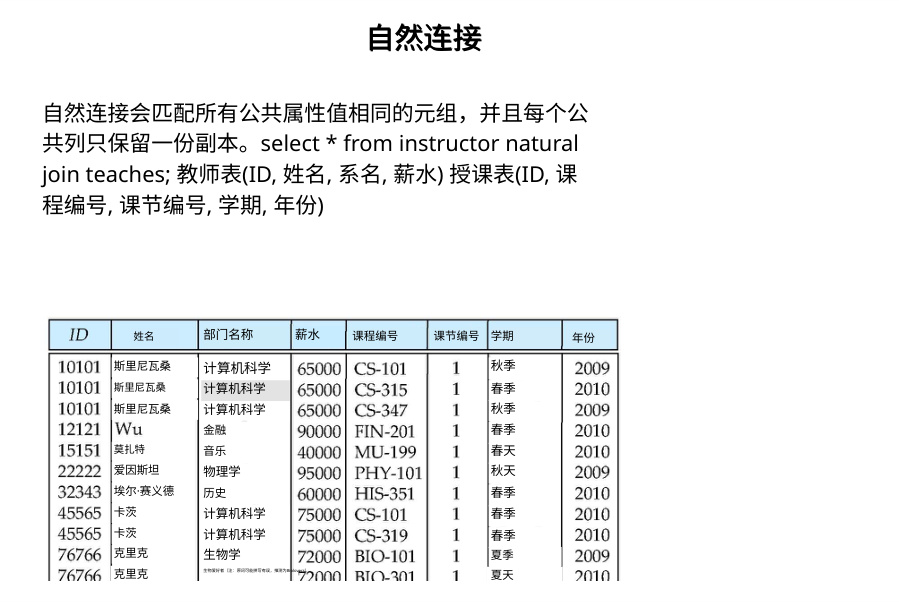 自然连接
自然连接会匹配所有公共属性值相同的元组，并且每个公
共列只保留一份副本。select * from instructor natural
join teaches; 教师表(ID, 姓名, 系名, 薪水) 授课表(ID, 课
程编号, 课节编号, 学期, 年份)
ID 姓名 部门名称 薪水 课程编号 课节编号 学期 年份
10101 斯里尼瓦桑 计算机科学 65000 CS-101 1 秋季 2009
10101 斯里尼瓦桑 计算机科学 65000 CS-315 1 春季 2010
10101 斯里尼瓦桑 计算机科学 65000 CS-347 1 秋季 2009
12121 Wu 金融 90000 FIN-201 1 春季 2010
15151 莫扎特 音乐 40000 MU-199 1 春天 2010
22222 爱因斯坦 物理学 95000 PHY-101 1 秋天 2009
32343 埃尔·赛义德 历史 60000 HIS-351 1 春季 2010
45565 卡茨 计算机科学 75000 CS-101 1 春季 2010
45565 卡茨 计算机科学 75000 CS-319 1 春季 2010
76766 克里克 生物学 72000 BIO-101 1 夏季 2009
76766 克里克 72000 BIO-301 1 夏天 2010